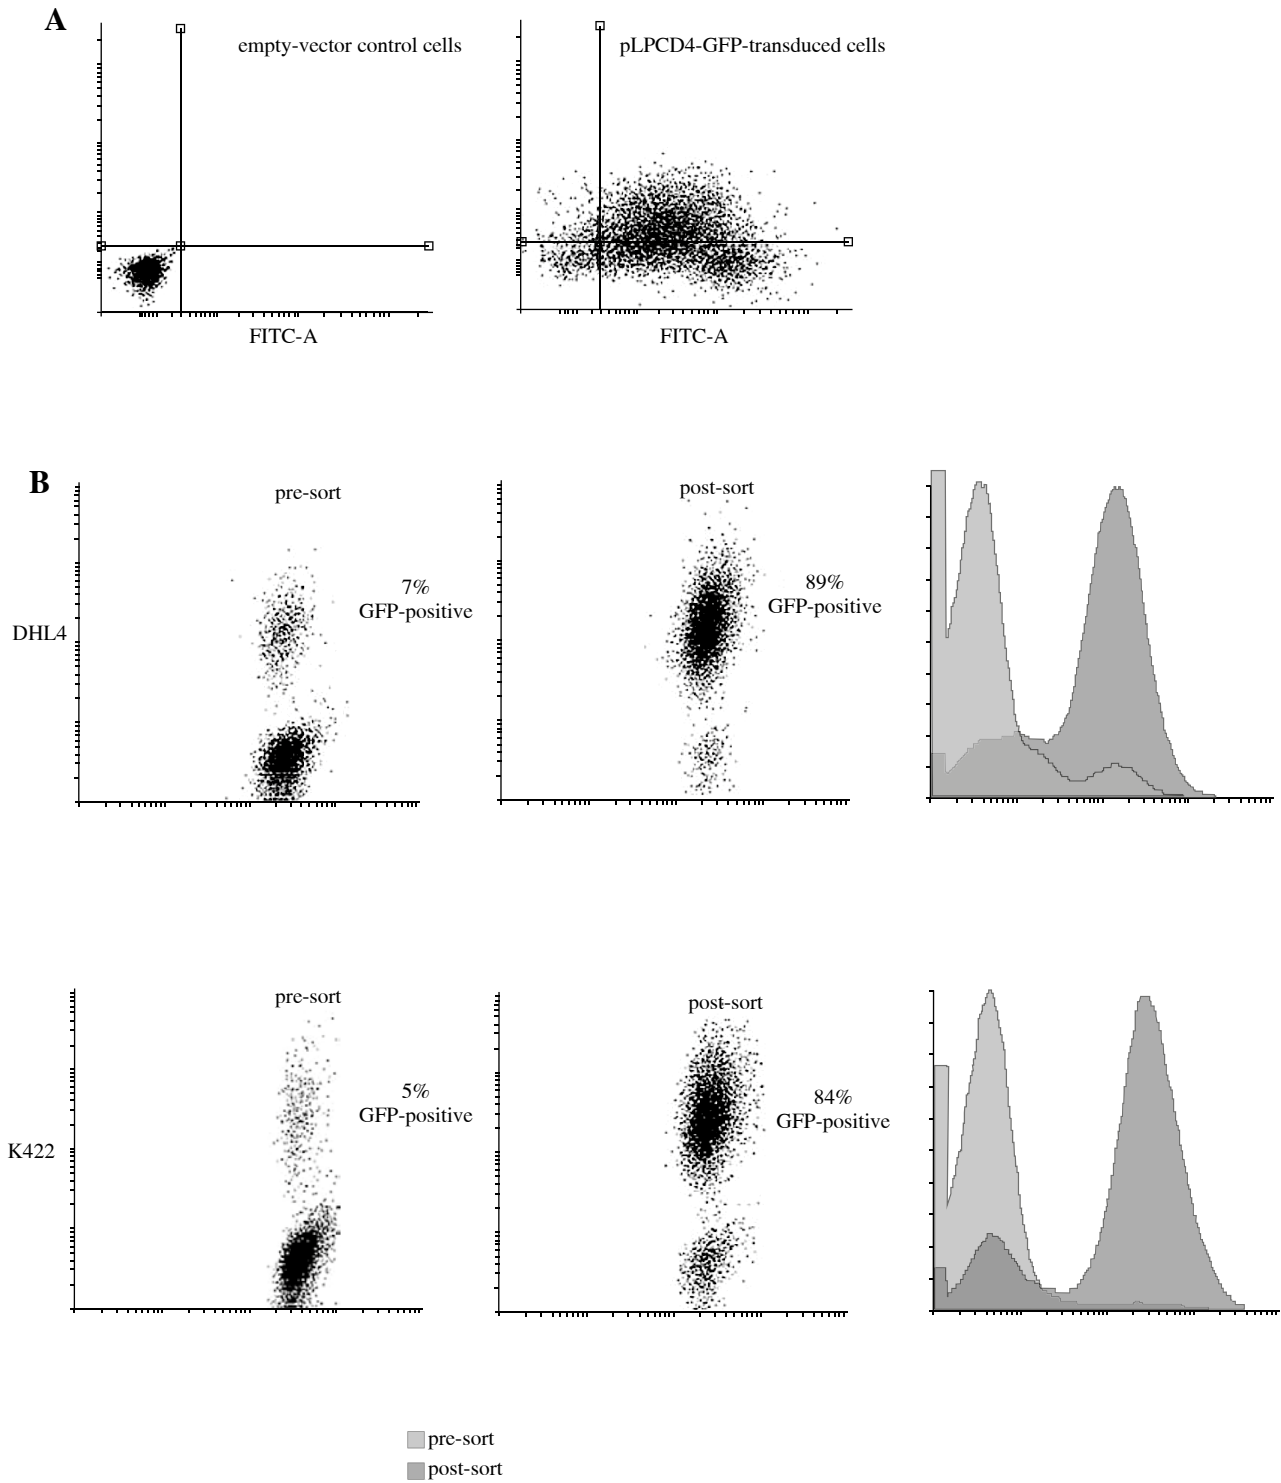 A
empty-vector control cells
pLPCD4-GFP-transduced cells
FITC-A
FITC-A
B
pre-sort
post-sort
7%
GFP-positive
89%
GFP-positive
DHL4
pre-sort
post-sort
5%
GFP-positive
84%
GFP-positive
K422
pre-sort
post-sort